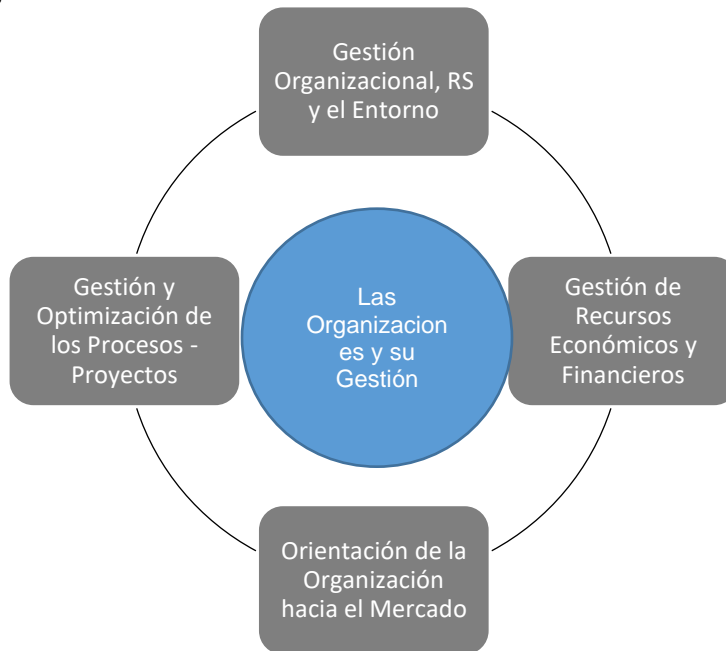 Gestión
Organizacional, RS
y el Entorno
Gestión y
Optimización de
los Procesos -
Proyectos
Las
Organizacion
es y su
Gestión
Gestión de
Recursos
Económicos y
Financieros
Orientación de la
Organización
hacia el Mercado